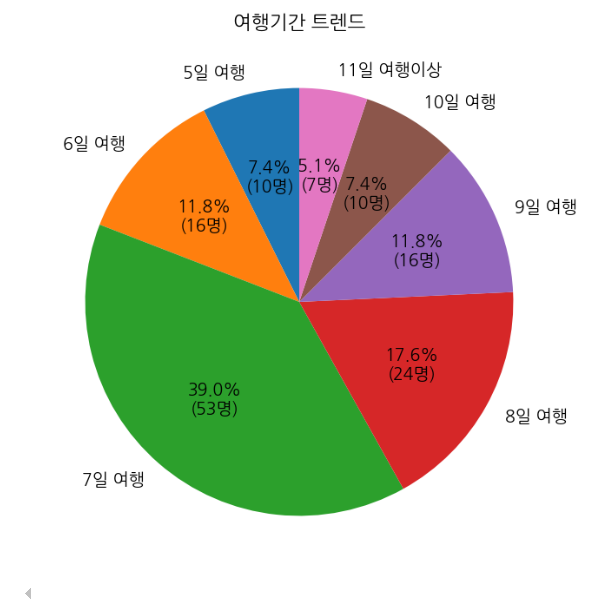 여행기간 트렌드
11일 여행이상
5일 여행
10일 여행
6일 여행
7.4%
(10명)
5.1%
(7명)
7.4%
(10명)
11.8%
(16명)
9일 여행
11.8%
(16명)
17.6%
(24명)
39.0%
(53명)
8일 여행
7일 여행